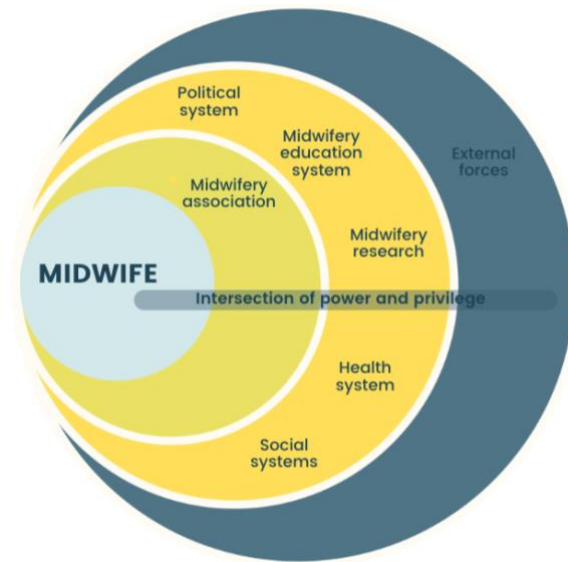 Political
system
Midwifery
education
system
External
forces
Midwifery
association
Midwifery
research
MIDWIFE
Intersection of power and privilege
Health
system
Social
systems